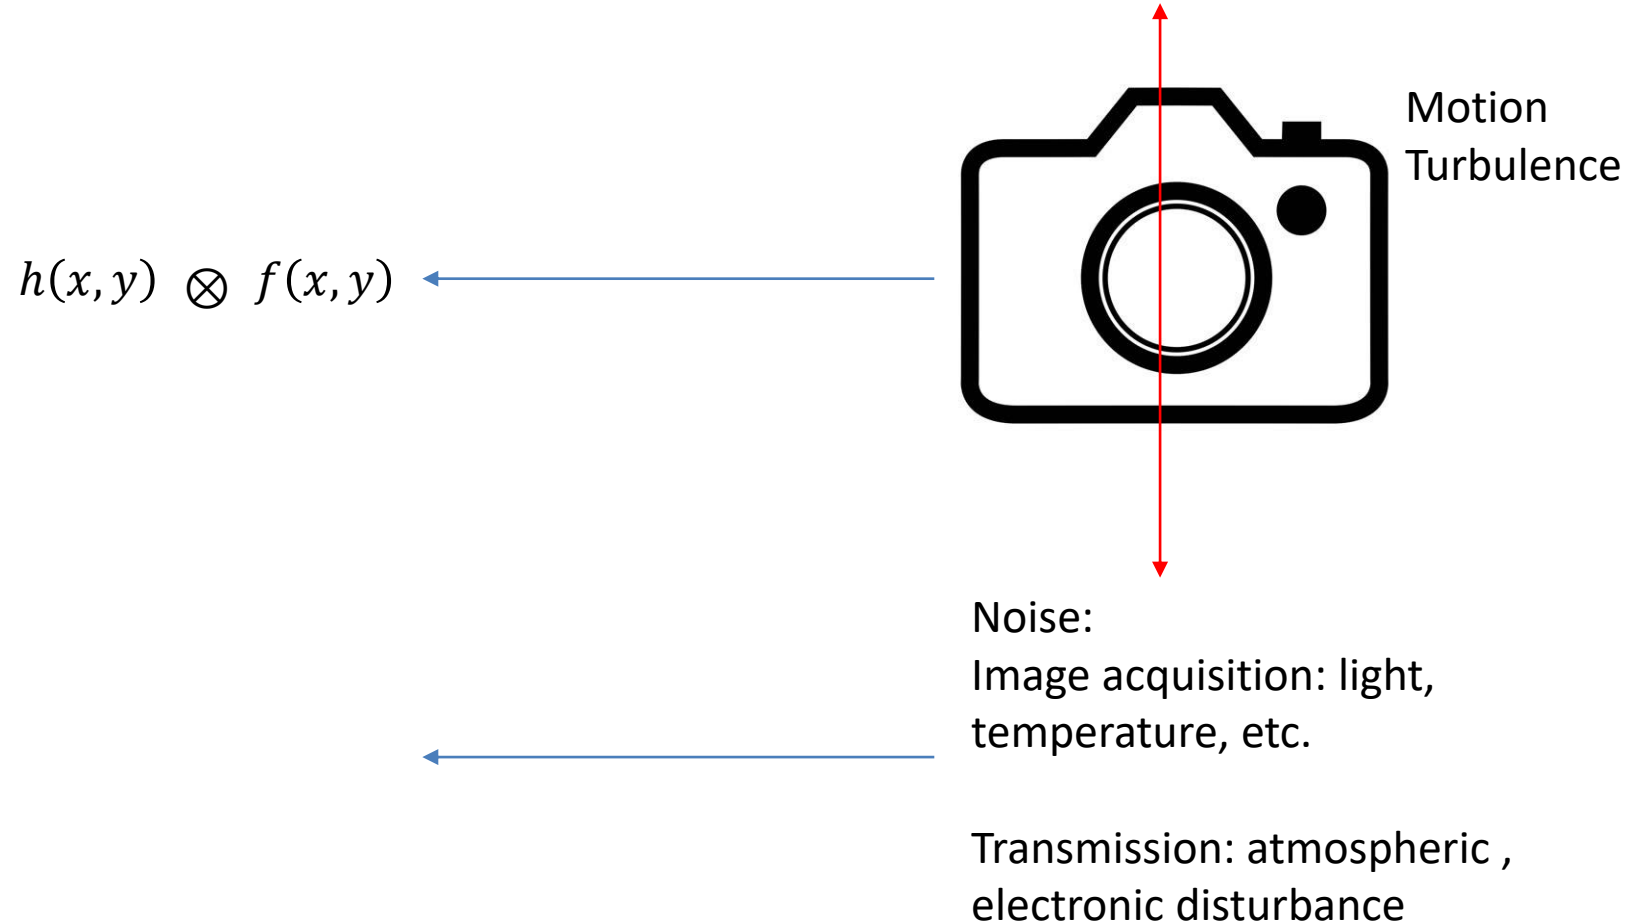 Motion
Turbulence
ℎ(𝑥, 𝑦) ⊗ 𝑓(𝑥, 𝑦)
Noise:
Image acquisition: light,
temperature, etc.
Transmission: atmospheric ,
electronic disturbance